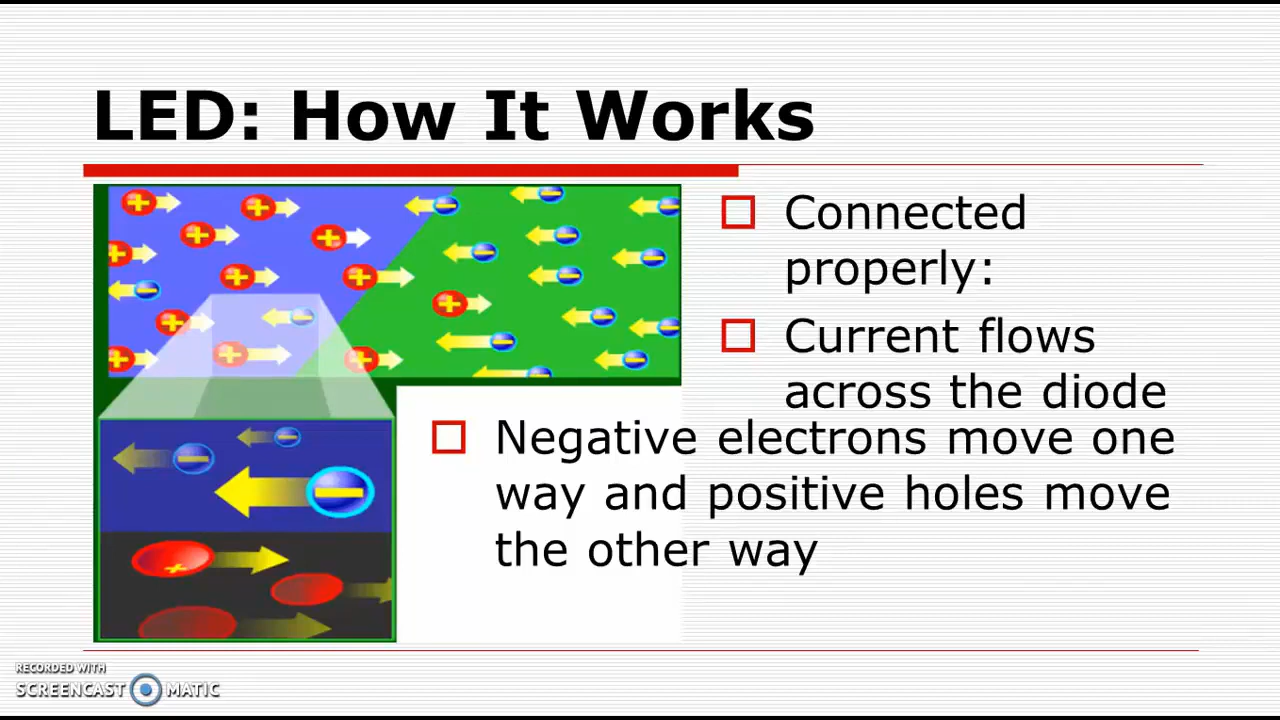 LED: How It Works
Connected
properly:
Current flows
across the diode
Negative electrons move one
way and positive holes move
the other way
RECORDED WITH
SCREENCAST MATIC